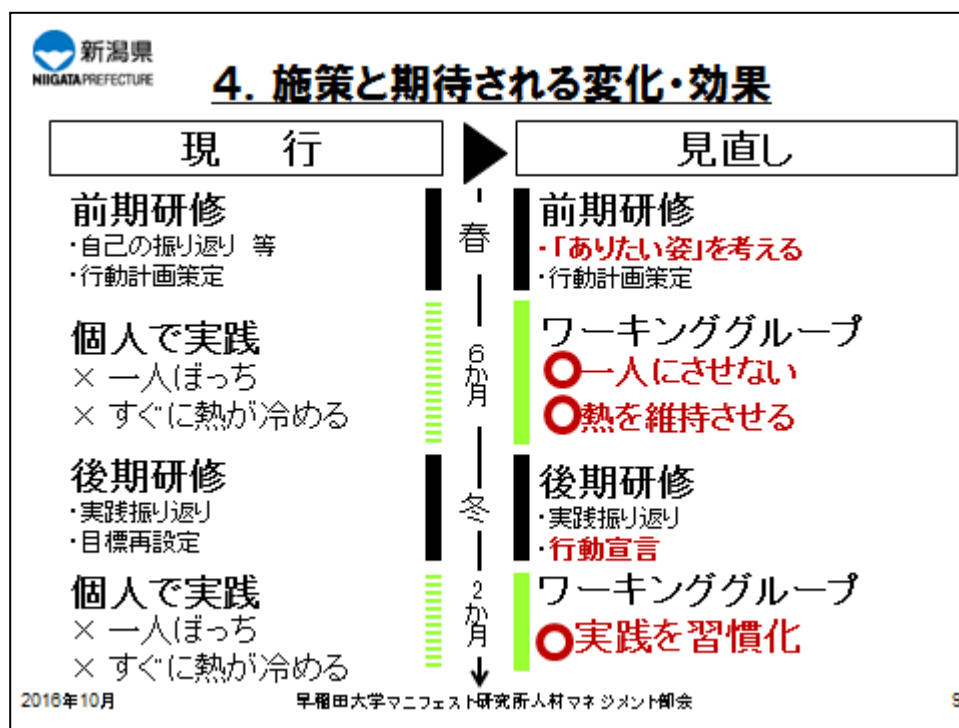 新潟県
NIIGATA PREFECTURE
4. 施策と期待される変化・効果
現 行
見直し
前期研修
・自己の振り返り 等
・行動計画策定
個人で実践
× 一人ぼっち
× すぐに熱が冷める
後期研修
・実践振り返り
・目標再設定
個人で実践
× 一人ぼっち
× すぐに熱が冷める
春
6か月
冬
2か月
前期研修
・「ありたい姿」を考える
・行動計画策定
ワーキンググループ
○一人にさせない
○熱を維持させる
後期研修
・実践振り返り
・行動宣言
ワーキンググループ
○実践を習慣化
2016年10月
早稲田大学マニフェスト研究所人材マネジメント部会
9